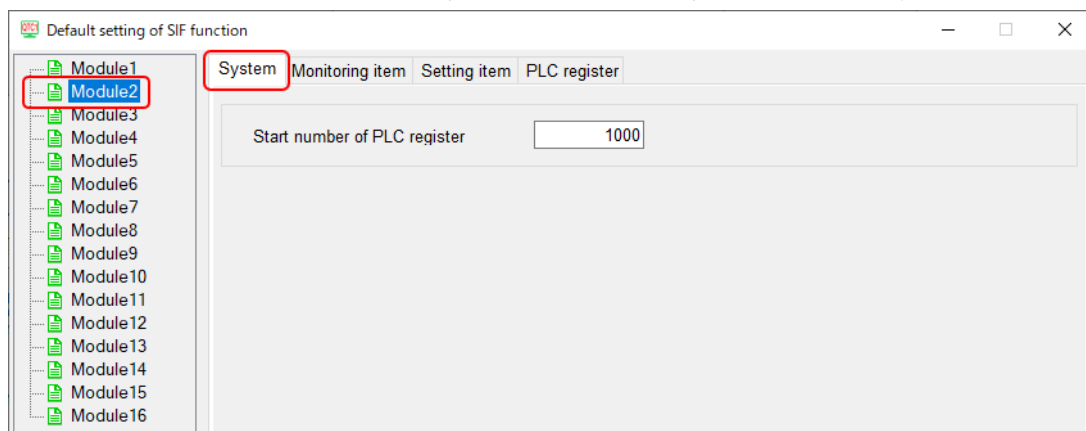 QTC1 Default setting of SIF function
Module1
Module2
Module3
Module4
Module5
Module6
Module7
Module8
Module9
Module10
Module11
Module12
Module13
Module14
Module15
Module16
System Monitoring item Setting item PLC register
Start number of PLC register 1000